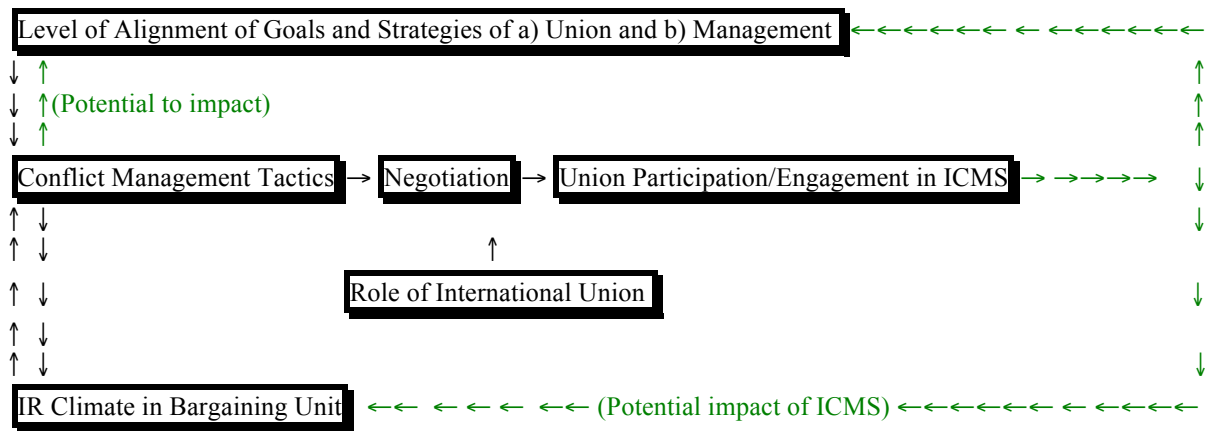 Level of Alignment of Goals and Strategies of a) Union and b) Management ←←←←←← ← ←←←←←
↓ ↑ ↑
↓ ↑(Potential to impact) ↑
↓ ↑ ↑
Conflict Management Tactics → Negotiation → Union Participation/Engagement in ICMS → →→→→ ↓
↑ ↓ ↓
↑ ↓ ↑
Role of International Union
↑ ↓ ↓
↑ ↓
↑ ↓ ↓
IR Climate in Bargaining Unit ←← ← ← ← ←← (Potential impact of ICMS) ←←←←←← ← ←←←←